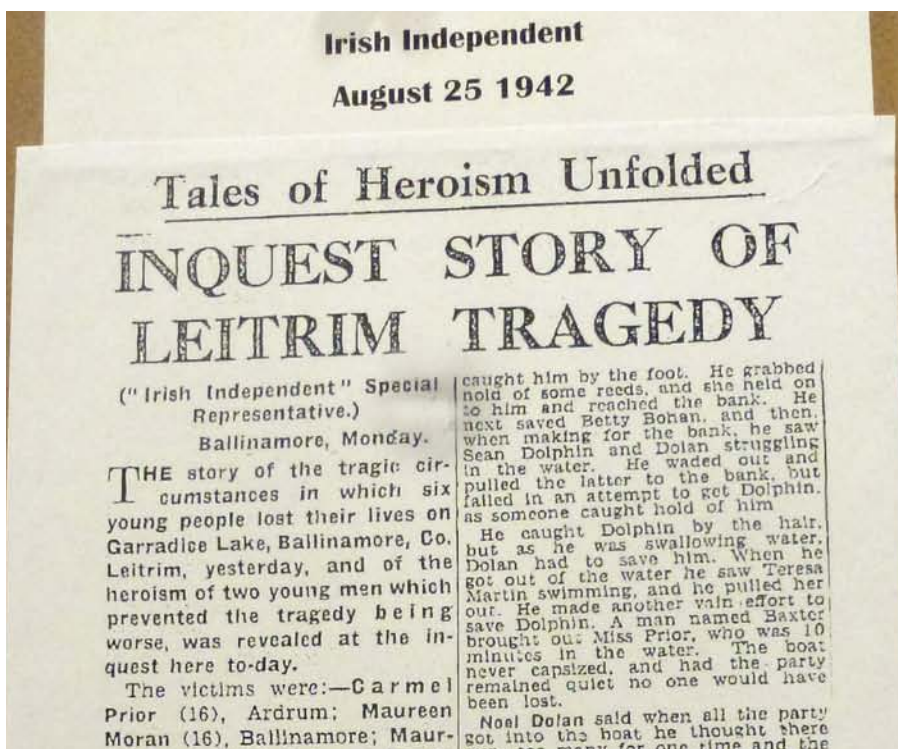 Irish Independent
August 25 1942
Tales of Heroism Unfolded
INQUEST STORY OF
LEITRIM TRAGEDY
("Irish Independent" Special
Representative.)
Ballinamore, Monday.
THE story of the tragic cir-
cumstances in which six
young people lost their lives on
Garradice Lake, Ballinamore, Co.
Leitrim, yesterday, and of the
heroism of two young men which
prevented the tragedy being
worse, was revealed at the in-
quest here to-day.
The victims were:—Carmel
Prior (16), Ardrum; Maureen
Moran (16), Ballinamore; Maur-
caught him by the foot. He grabbed
hold of some reeds, and she held on
to him and reached the bank. He
next saved Betty Bohan, and then,
when making for the bank, he saw
Sean Dolphin and Dolan struggling
in the water. He waded out and
pulled the latter to the bank, but
failed in an attempt to get Dolphin,
as someone caught hold of him
He caught Dolphin by the hair,
but as he was swallowing water,
Dolan had to save him. When he
got out of the water he saw Teresa
Martin swimming, and he pulled her
out. He made another vain effort to
save Dolphin. A man named Baxter
brought out Miss Prior, who was 10
minutes in the water. The boat
never capsized, and had the party
remained quiet no one would have
been lost.
Noel Dolan said when all the party
got into the boat he thought there
many for one time and the